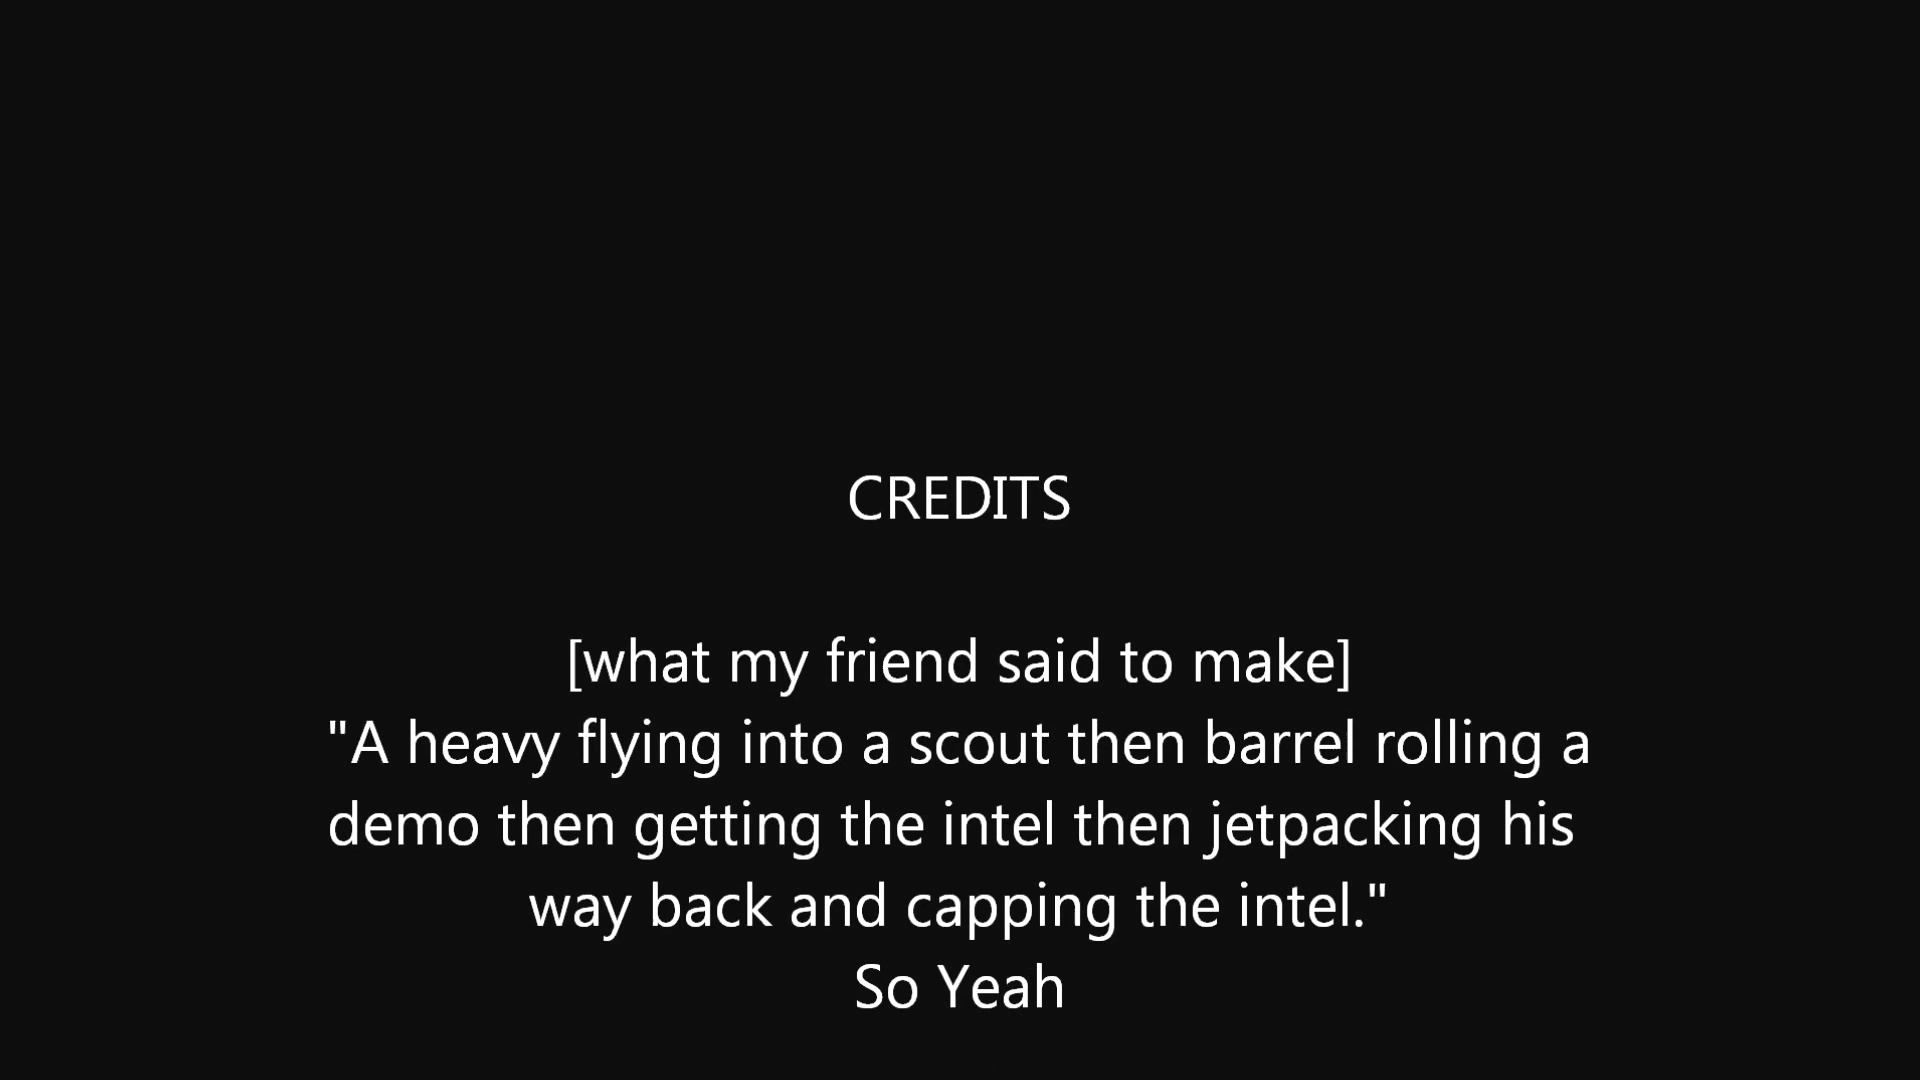 CREDITS
[what my friend said to make]
"A heavy flying into a scout then barrel rolling a
demo then getting the intel then jetpacking his
way back and capping the intel."
So Yeah